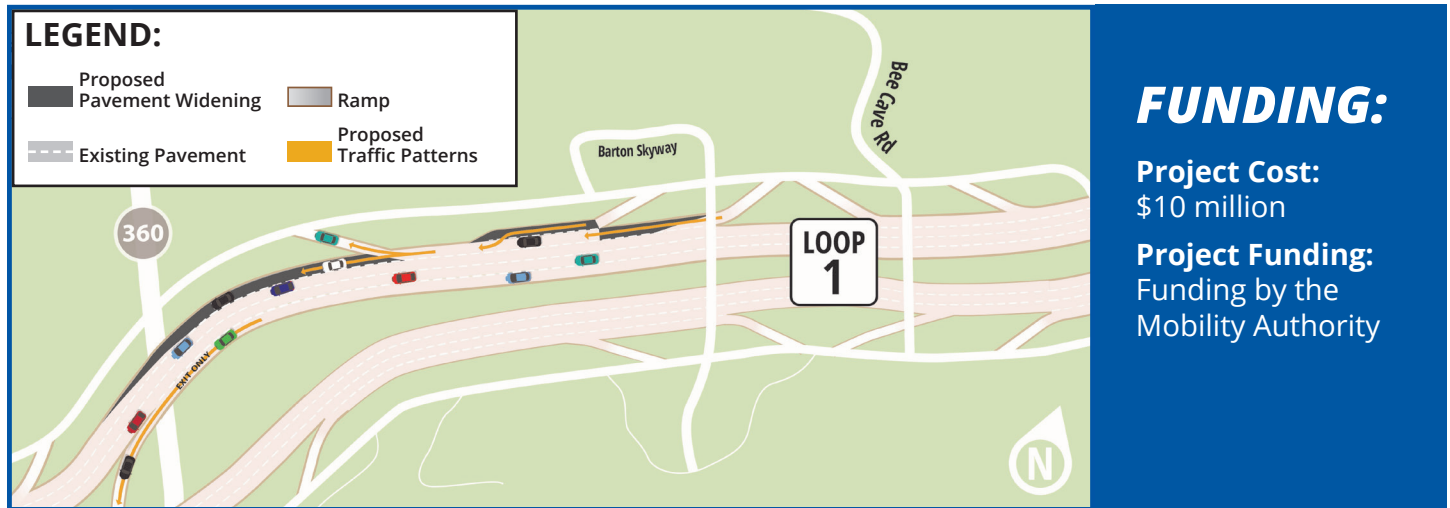 LEGEND:
Proposed
Pavement Widening
Ramp
Existing Pavement
Proposed
Traffic Patterns
Barton Skyway
Bee Cave Rd
360
LOOP
1
EXIT ONLY
N
FUNDING:
Project Cost:
$10 million
Project Funding:
Funding by the
Mobility Authority